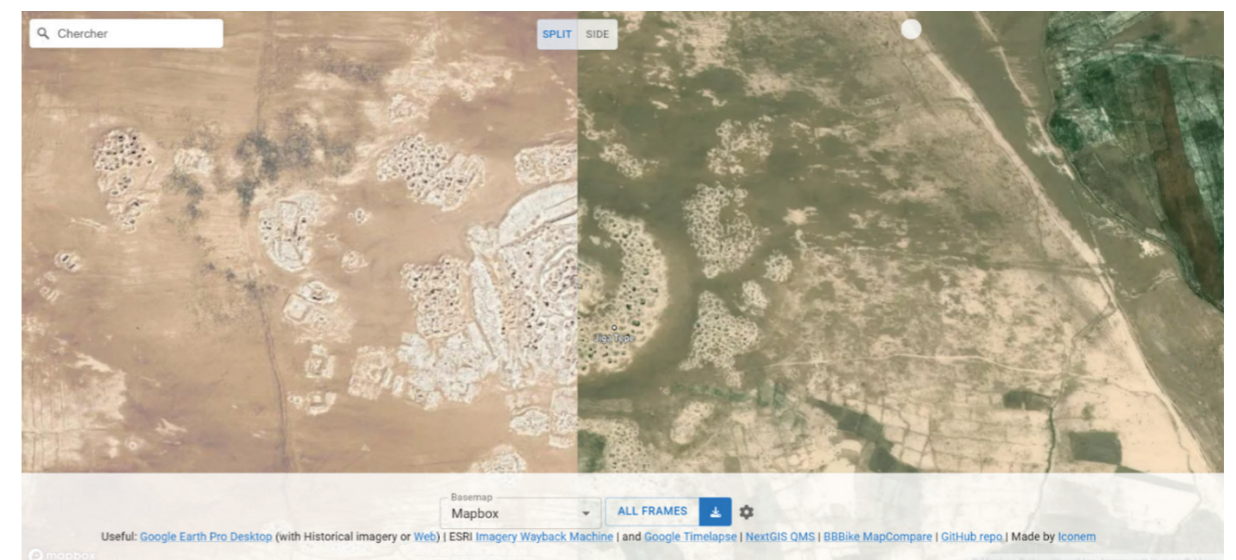 Chercher
SPLIT SIDE
Basemap
Mapbox
ALL FRAMES
Useful: Google Earth Pro Desktop (with Historical imagery or Web) | ESRI Imagery Wayback Machine | and Google Timelapse | NextGIS QMS | BBBike MapCompare | GitHub repo | Made by Iconem
mapbox